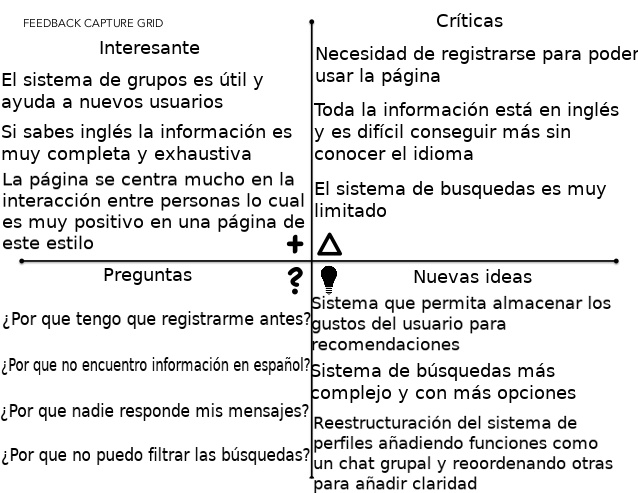 FEEDBACK CAPTURE GRID
Interesante
El sistema de grupos es útil y
ayuda a nuevos usuarios
Si sabes inglés la información es
muy completa y exhaustiva
La página se centra mucho en la
interacción entre personas lo cual
es muy positivo en una página de
este estilo
Críticas
Necesidad de registrarse para poder
usar la página
Toda la información está en inglés
y es difícil conseguir más sin
conocer el idioma
El sistema de busquedas es muy
limitado
Preguntas
¿Por que tengo que registrarme antes?
¿Por que no encuentro información en español?
¿Por que nadie responde mis mensajes?
¿Por que no puedo filtrar las búsquedas?
Nuevas ideas
Sistema que permita almacenar los
gustos del usuario para
recomendaciones
Sistema de búsquedas más
complejo y con más opciones
Reestructuración del sistema de
perfiles añadiendo funciones como
un chat grupal y reoordenando otras
para añadir claridad